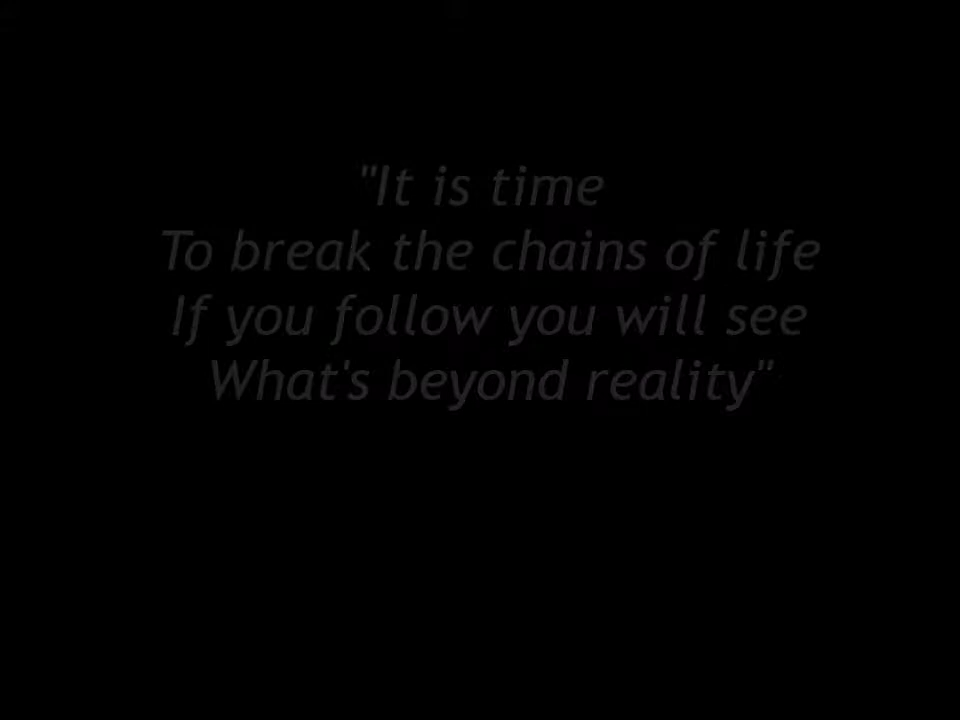 "It is time
To break the chains of life
If you follow you will see
What's beyond reality"